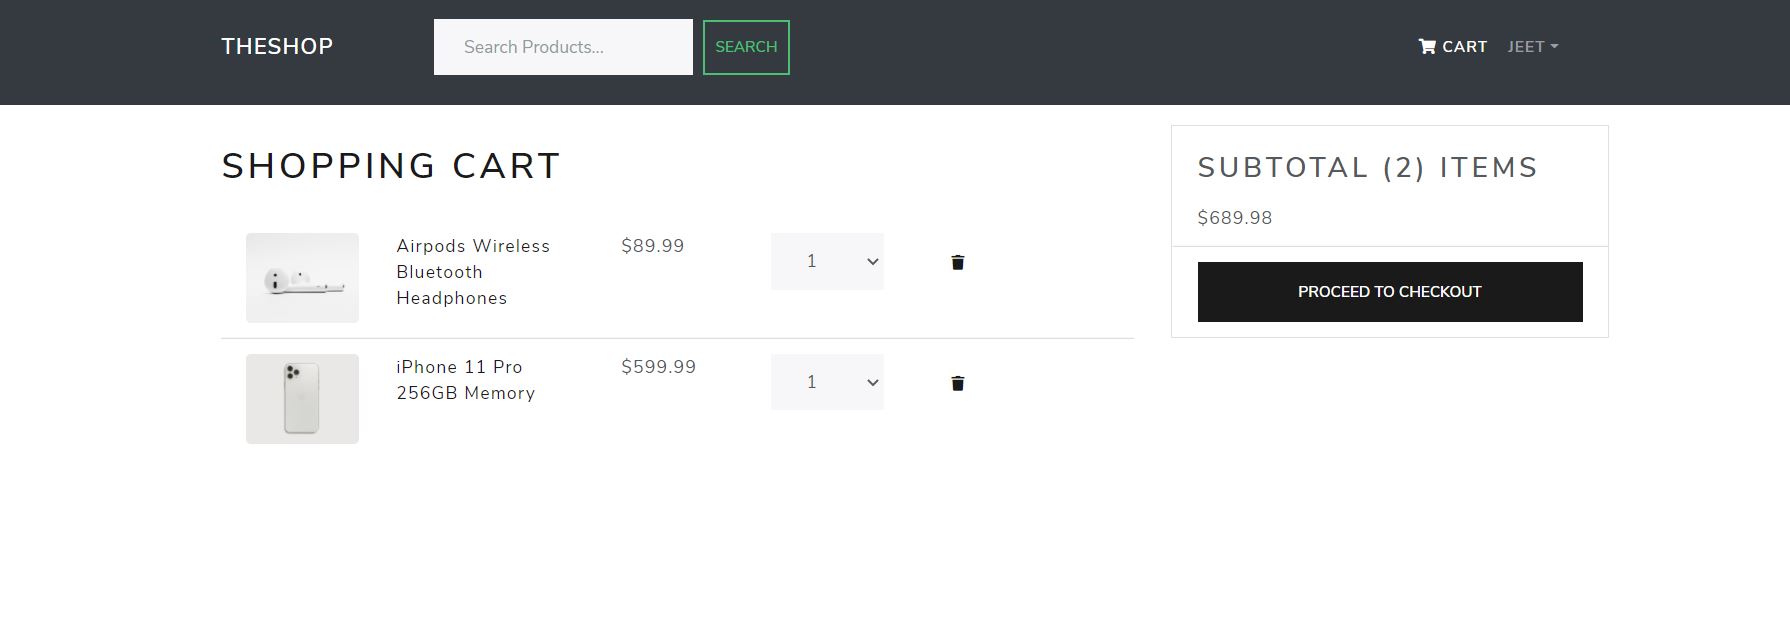 THESHOP
Search Products...
SEARCH
CART
JEET
SHOPPING CART
Airpods Wireless
Bluetooth
Headphones
$89.99
1
iPhone 11 Pro
256GB Memory
$599.99
1
SUBTOTAL (2) ITEMS
$689.98
PROCEED TO CHECKOUT